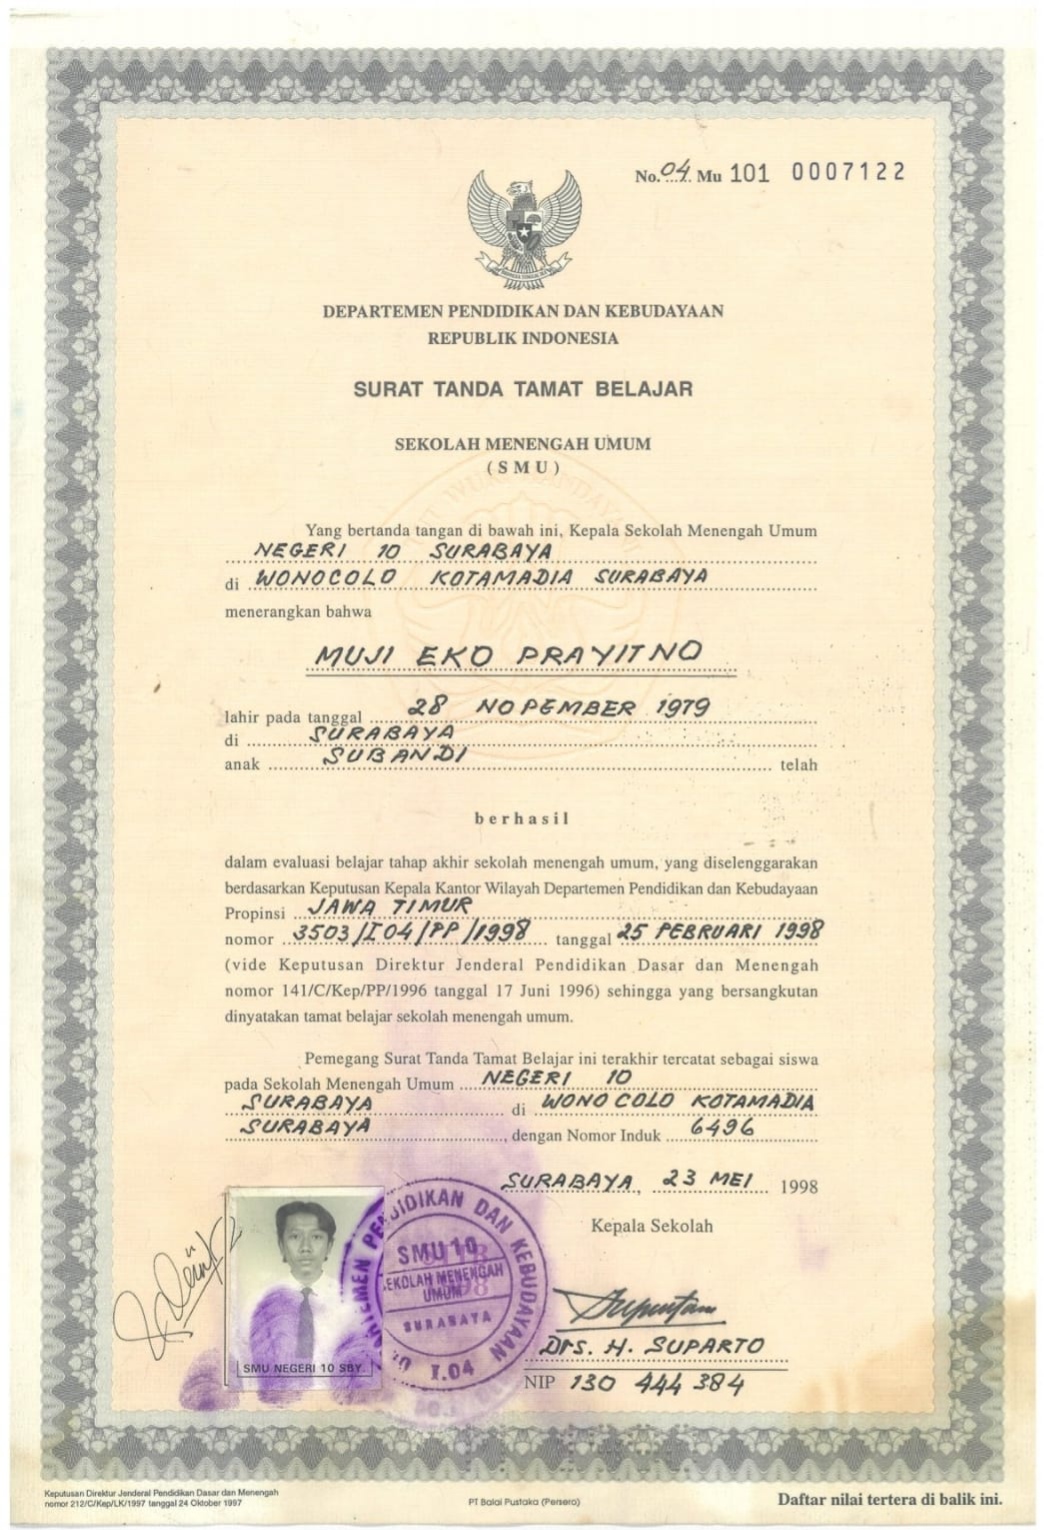 No. 04 Mu 101 0007122
DEPARTEMEN PENDIDIKAN DAN KEBUDAYAAN
REPUBLIK INDONESIA
SURAT TANDA TAMAT BELAJAR
SEKOLAH MENENGAH UMUM
( S M U )
Yang bertanda tangan di bawah ini, Kepala Sekolah Menengah Umum
NEGERI 10 SURABAYA
di WONOCOLO KOTAMADIA SURABAYA
menerangkan bahwa
MUJI EKO PRAYITNO
lahir pada tanggal 28 NOPEMBER 1979
di SURABAYA
anak SUBANDI telah
berhasil
dalam evaluasi belajar tahap akhir sekolah menengah umum, yang diselenggarakan
berdasarkan Keputusan Kepala Kantor Wilayah Departemen Pendidikan dan Kebudayaan
Propinsi JAWA TIMUR
nomor 3503/I04/PP/1998 tanggal 25 PEBRUARI 1998
(vide Keputusan Direktur Jenderal Pendidikan Dasar dan Menengah
nomor 141/C/Kep/PP/1996 tanggal 17 Juni 1996) sehingga yang bersangkutan
dinyatakan tamat belajar sekolah menengah umum.
Pemegang Surat Tanda Tamat Belajar ini terakhir tercatat sebagai siswa
pada Sekolah Menengah Umum NEGERI 10
SURABAYA di WONOCOLO KOTAMADIA
SURABAYA, dengan Nomor Induk 6496
SURABAYA, 23 MEI 1998
Kepala Sekolah
PENDIDIKAN DAN KEBUDAYAAN
SMU 10
SEKOLAH MENENGAH
UMUM
SURABAYA
I.04
SMU NEGERI 10 SBY.
Drs. H. SUPARTO
NIP 130 444 384
Keputusan Direktur Jenderal Pendidikan Dasar dan Menengah
nomor 212/C/Kep/LK/1997 tanggal 24 Oktober 1997
PT Balai Pustaka (Persero)
Daftar nilai tertera di balik ini.